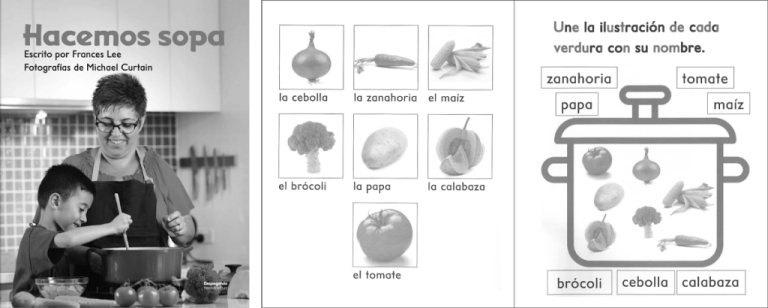 Hacemos sopa
Escrito por Frances Lee
Fotografías de Michael Curtain
la cebolla
la zanahoria
el maíz
el brócoli
la papa
la calabaza
el tomate
Une la ilustración de cada
verdura con su nombre.
zanahoria
tomate
papa
maíz
brócoli
cebolla
calabaza